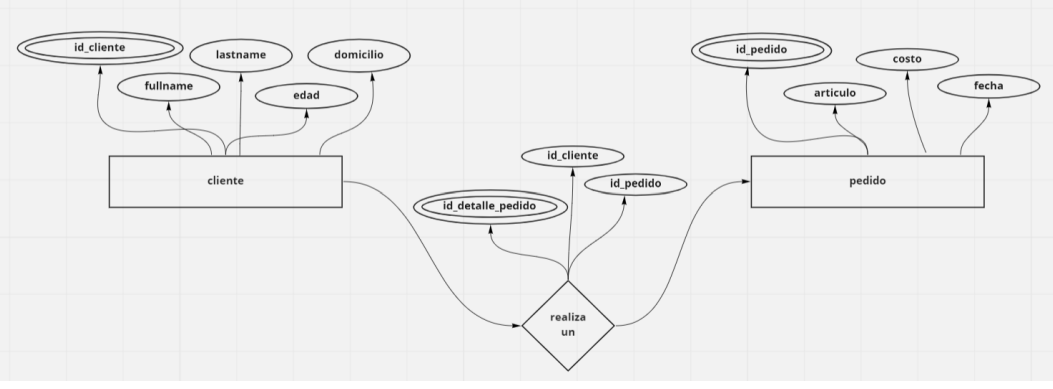 id_cliente
lastname
domicilio
fullname
edad
cliente
id_pedido
costo
articulo
fecha
pedido
id_cliente
id_pedido
id_detalle_pedido
realiza
un